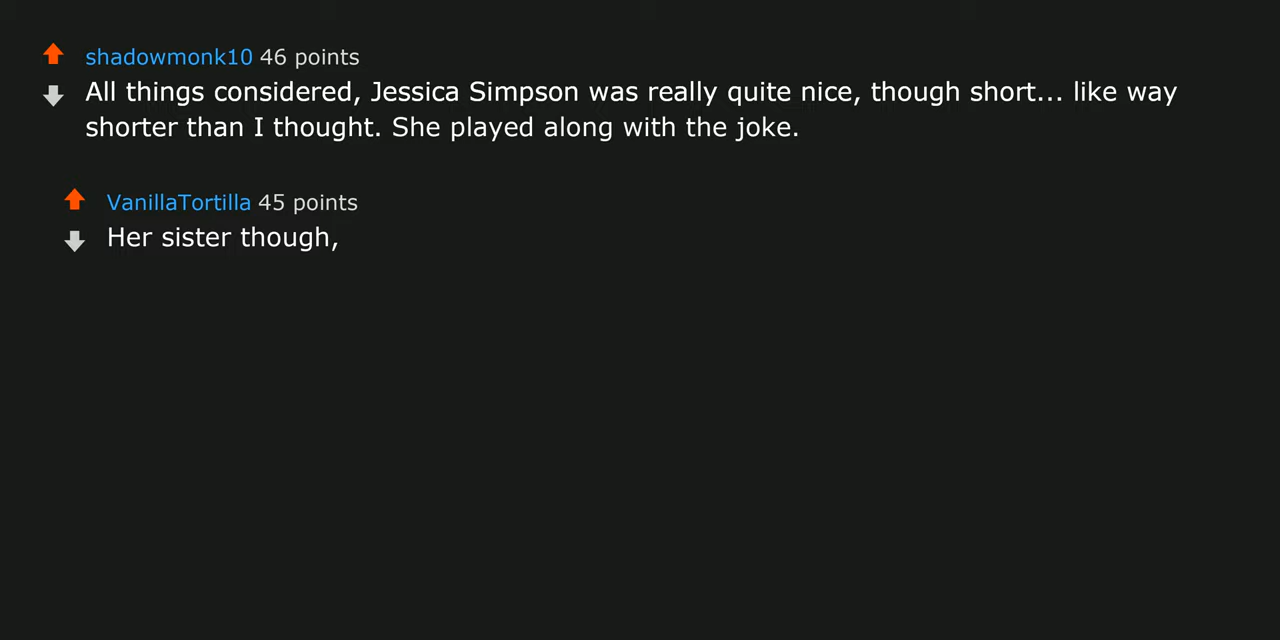 shadowmonk10 46 points
All things considered, Jessica Simpson was really quite nice, though short... like way
shorter than I thought. She played along with the joke.
VanillaTortilla 45 points
Her sister though,